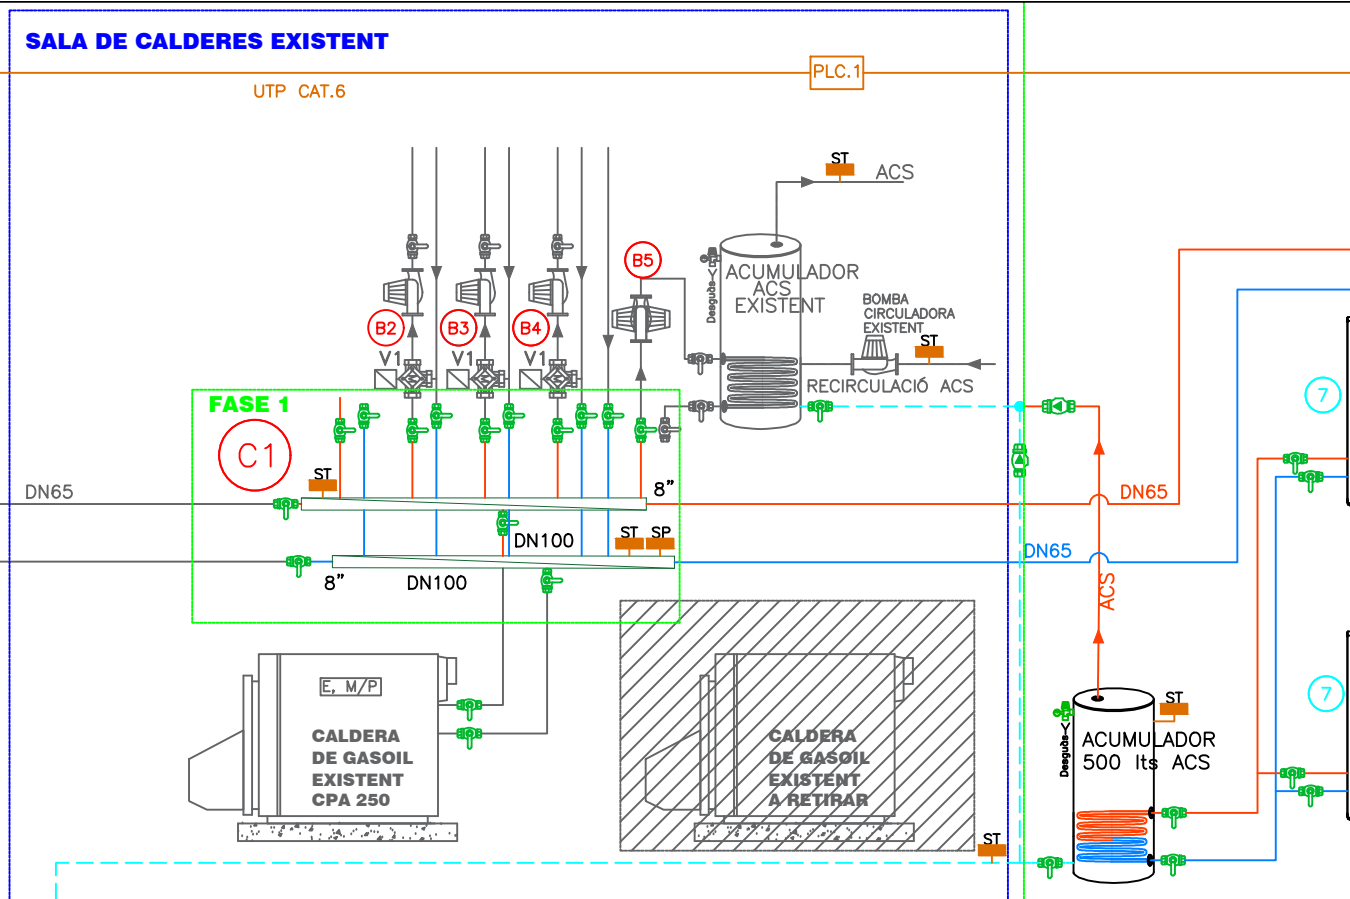 SALA DE CALDERES EXISTENT
PLC.1
UTP CAT.6
ST
ACS
B5
ACUMULADOR
ACS
EXISTENT
Desguàs
BOMBA
CIRCULADORA
EXISTENT
ST
B2
B3
B4
V1
V1
V1
RECIRCULACIÓ ACS
FASE 1
7
C1
ST
8"
DN65
DN65
DN100
ST
SP
DN65
8"
DN100
ACS
E, M/P
ST
7
CALDERA
DE GASOIL
EXISTENT
CPA 250
CALDERA
DE GASOIL
EXISTENT
A RETIRAR
Desguàs
ACUMULADOR
500 lts ACS
ST